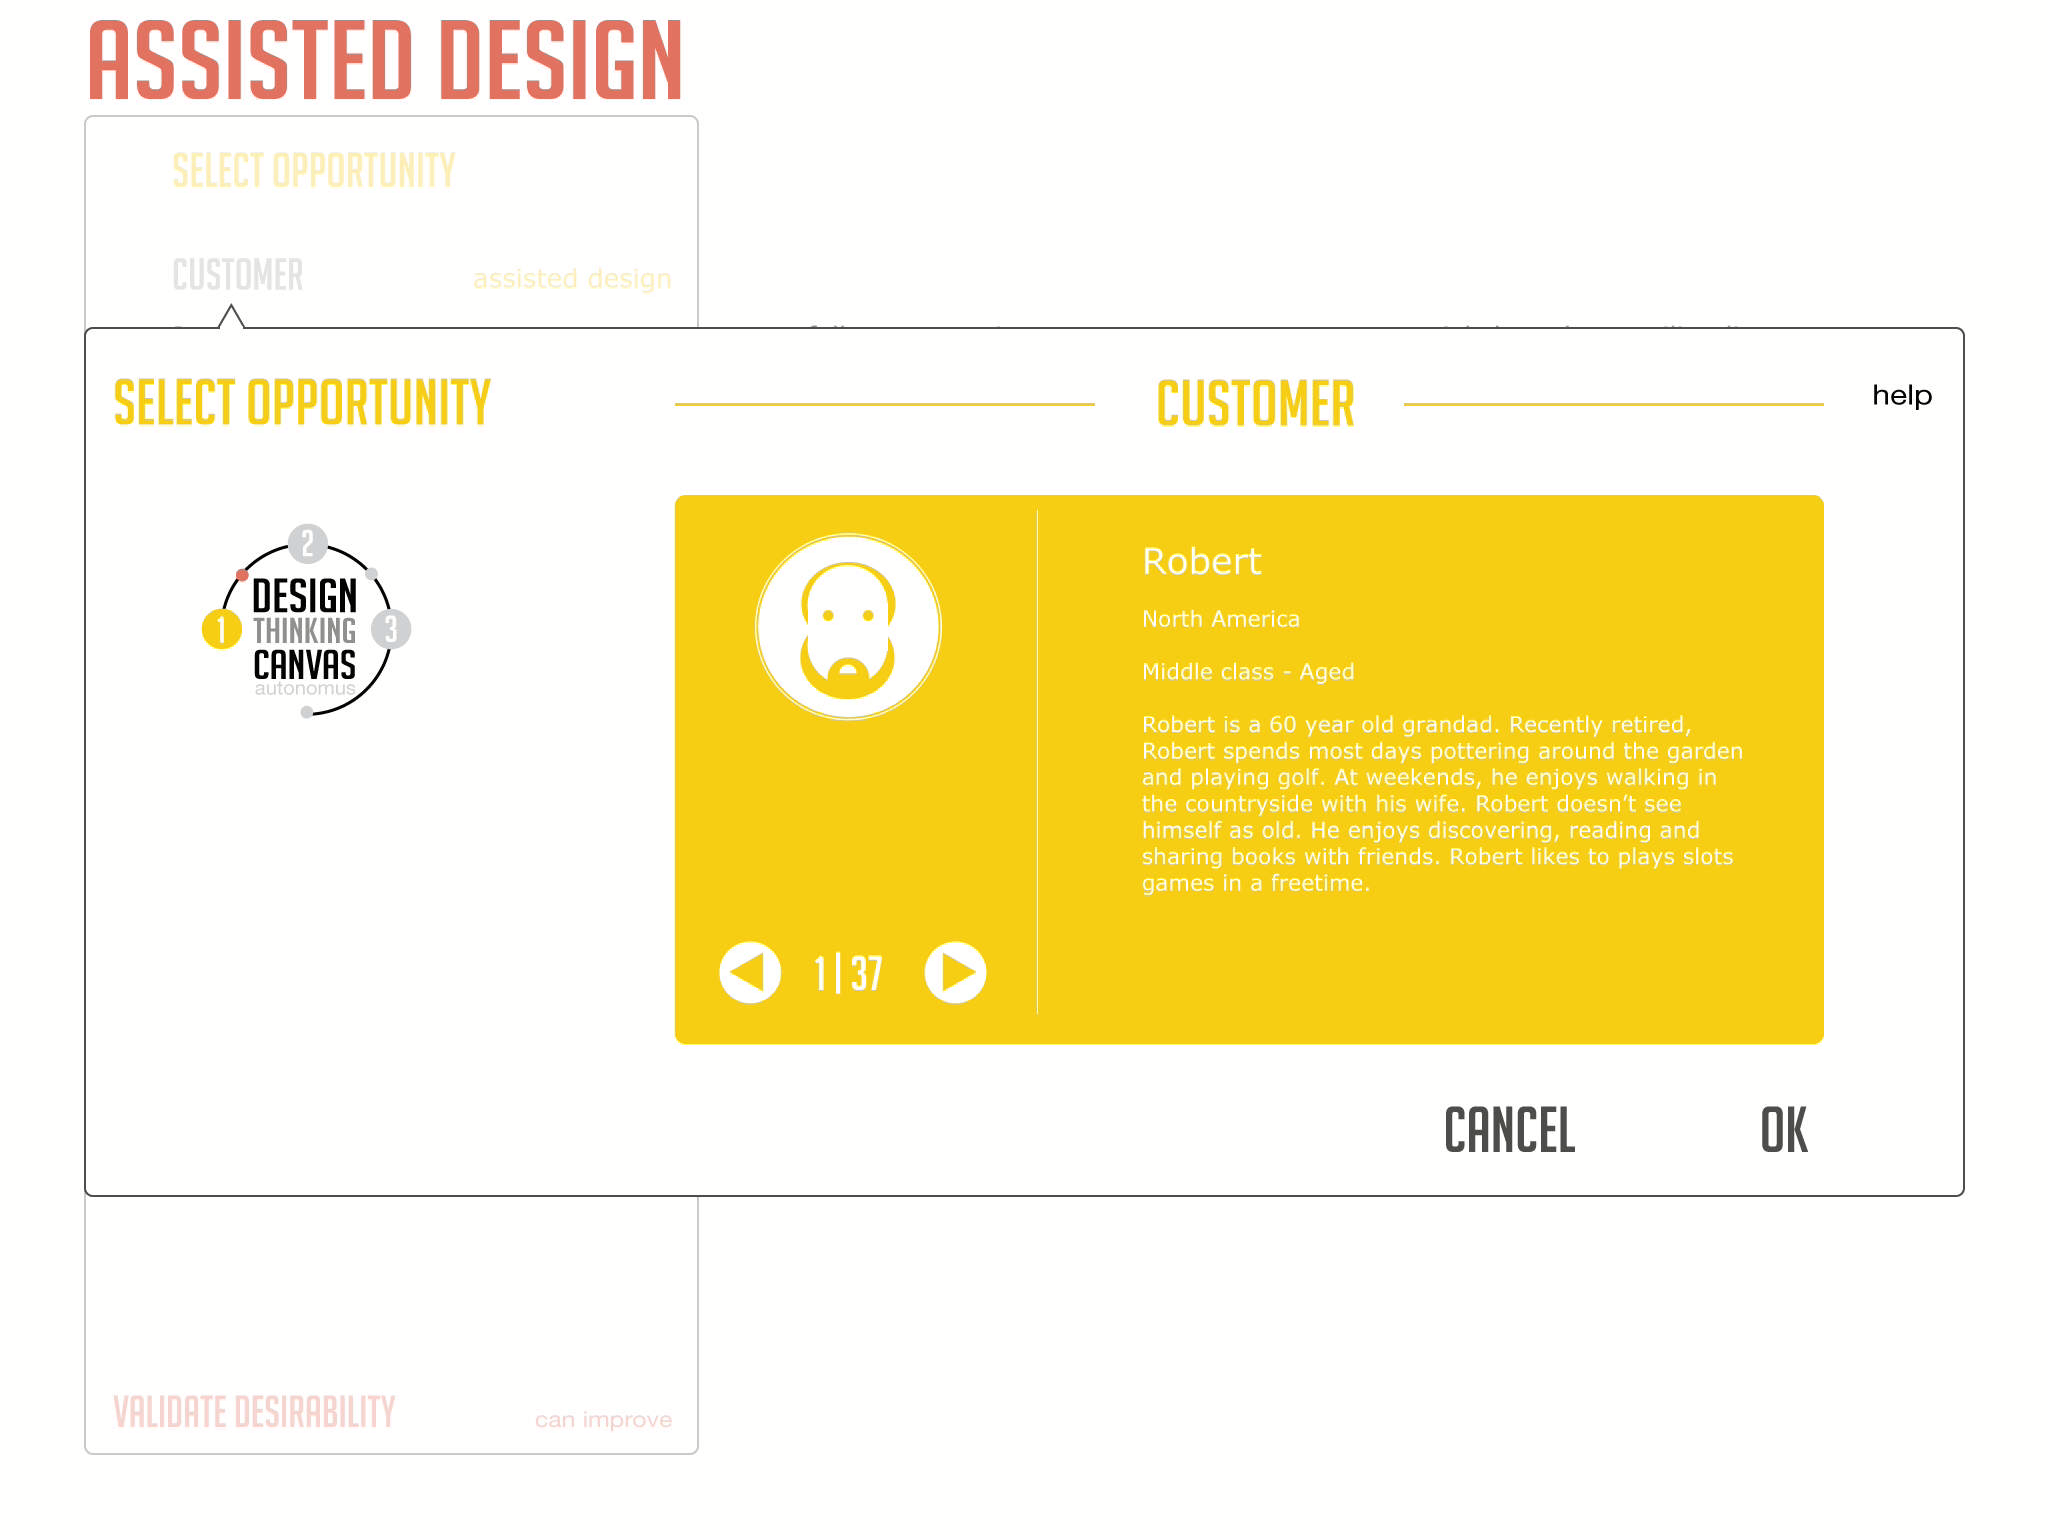 ASSISTED DESIGN
SELECT OPPORTUNITY
CUSTOMER
assisted design
SELECT OPPORTUNITY
CUSTOMER
help
2
DESIGN
1
THINKING
3
CANVAS
autonomus
Robert
North America
Middle class - Aged
Robert is a 60 year old grandad. Recently retired,
Robert spends most days pottering around the garden
and playing golf. At weekends, he enjoys walking in
the countryside with his wife. Robert doesn’t see
himself as old. He enjoys discovering, reading and
sharing books with friends. Robert likes to plays slots
games in a freetime.
1 | 37
CANCEL
OK
VALIDATE DESIRABILITY
can improve